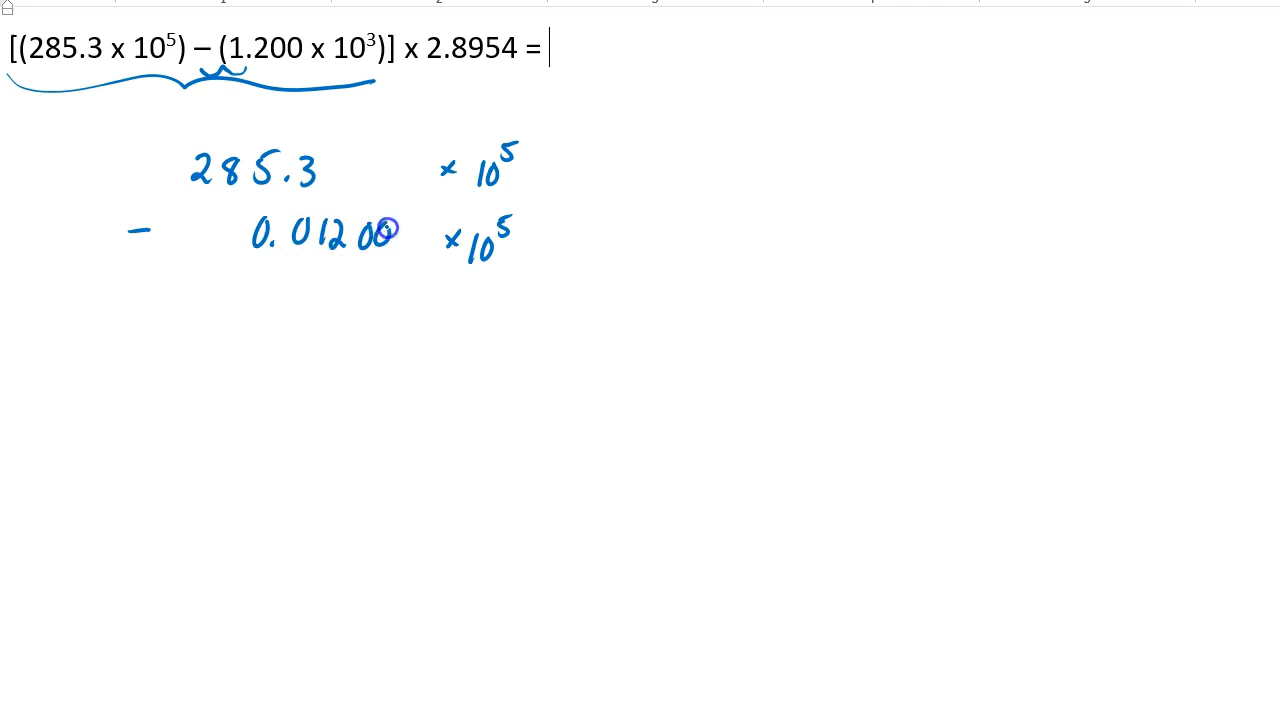 [(285.3 x 10⁵) – (1.200 x 10³)] x 2.8954 =
285.3 × 10⁵
- 0.01200 × 10⁵